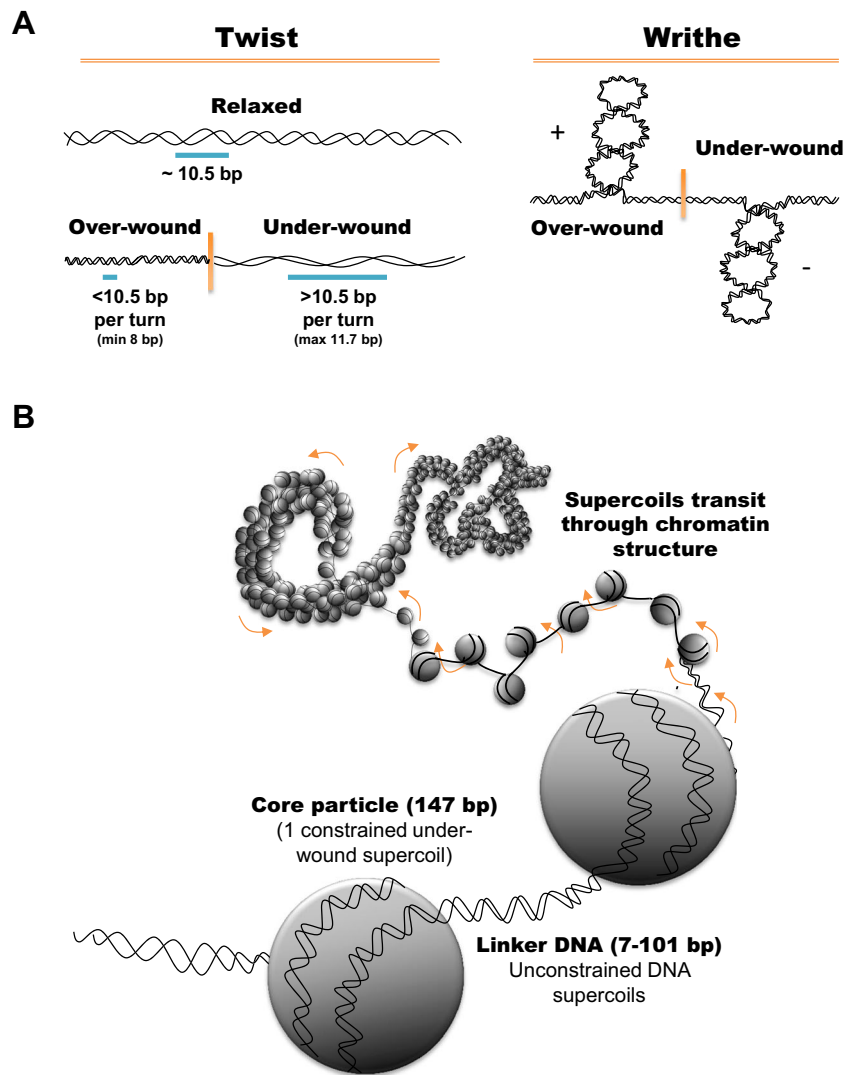 A
Twist
Writhe
Relaxed
~ 10.5 bp
Over-wound
Under-wound
<10.5 bp
per turn
(min 8 bp)
>10.5 bp
per turn
(max 11.7 bp)
+
Under-wound
Over-wound
-
B
Supercoils transit
through chromatin
structure
Core particle (147 bp)
(1 constrained under-
wound supercoil)
Linker DNA (7-101 bp)
Unconstrained DNA
supercoils